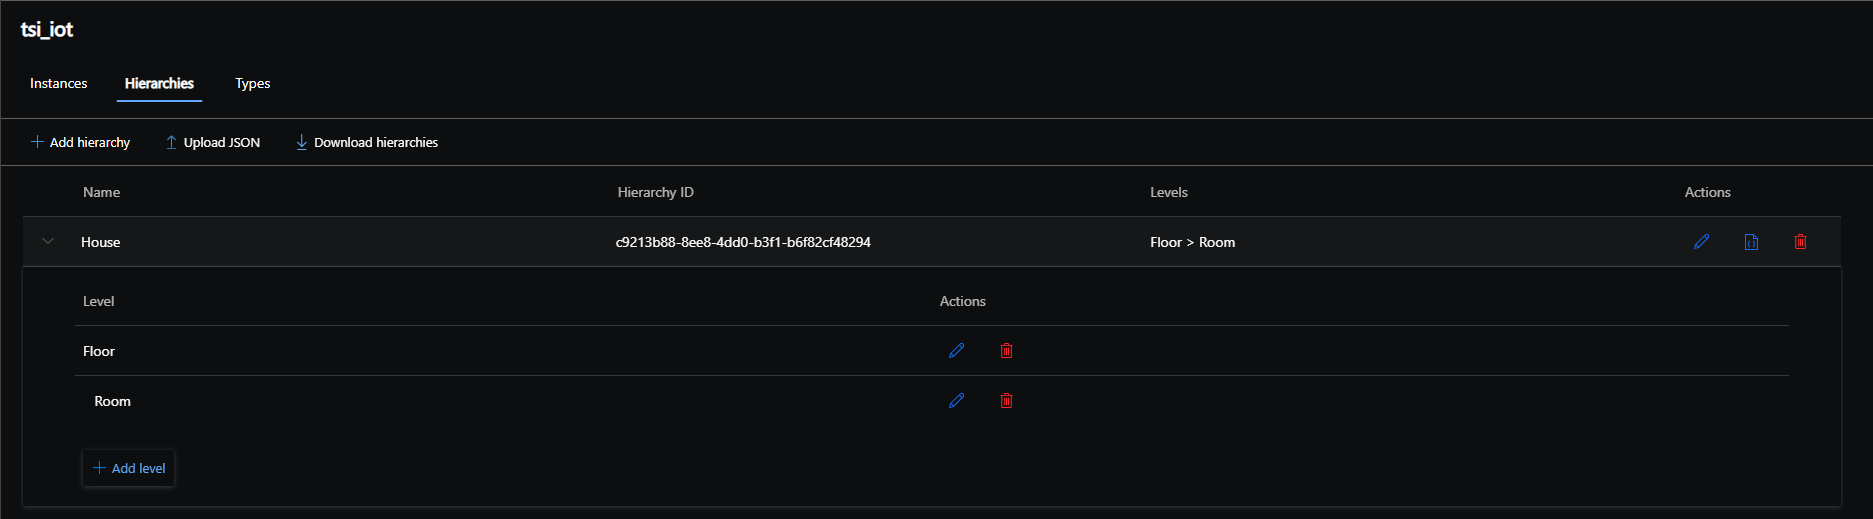 tsi_iot
Instances Hierarchies Types
Add hierarchy Upload JSON Download hierarchies
Name Hierarchy ID Levels Actions
House c9213b88-8ee8-4dd0-b3f1-b6f82cf48294 Floor > Room
Level Actions
Floor
Room
Add level